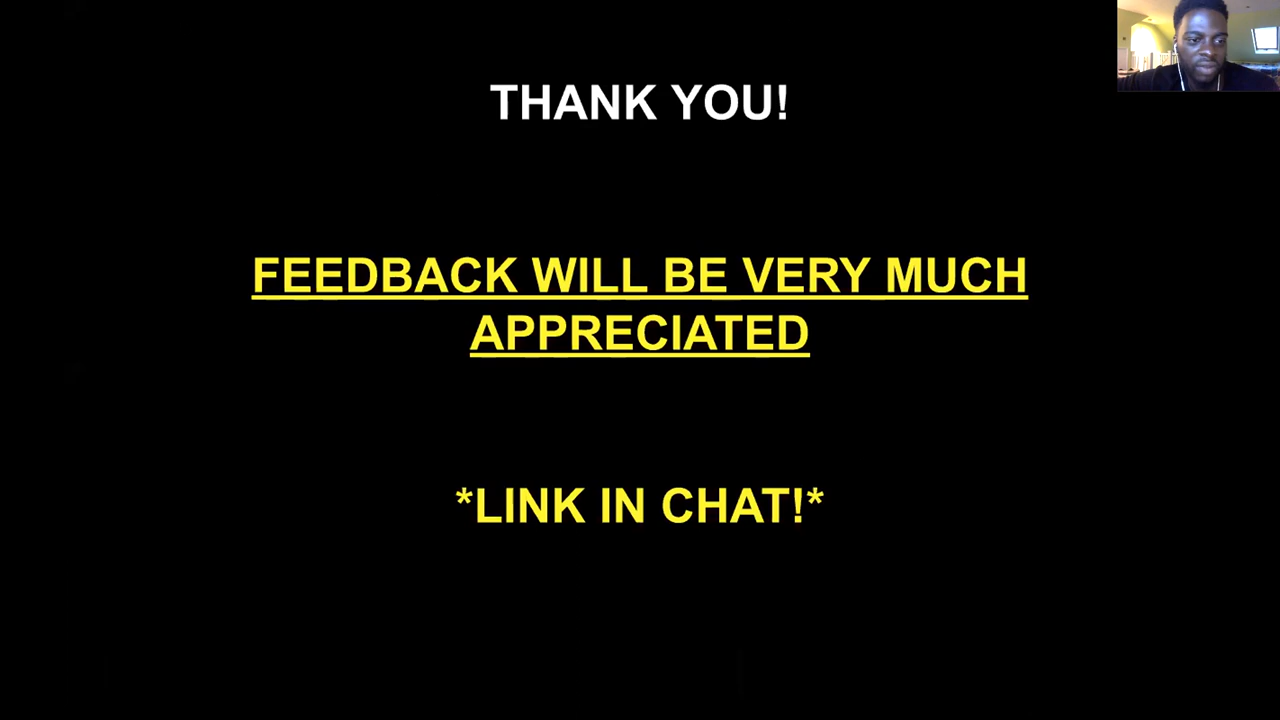 THANK YOU!
FEEDBACK WILL BE VERY MUCH
APPRECIATED
*LINK IN CHAT!*